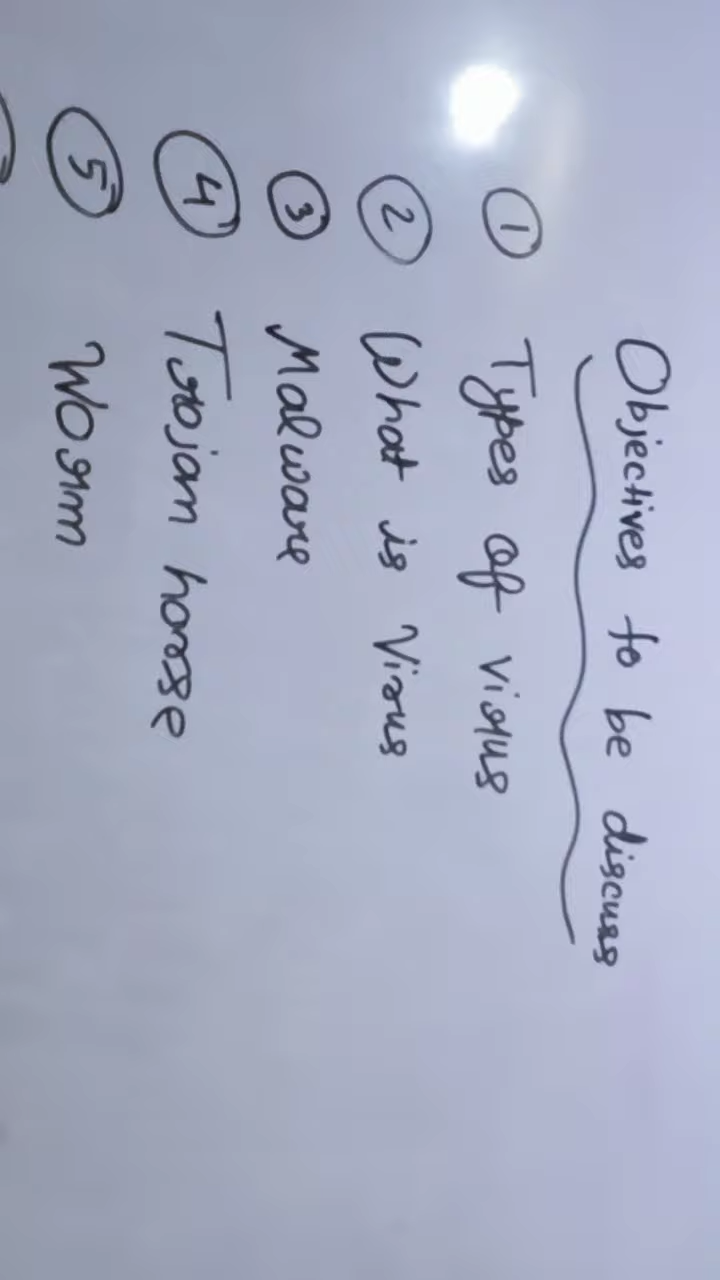 Objectives to be discuss
① Types of virus
② What is Virus
③ Malware
④ Trojan horse
⑤ Worm